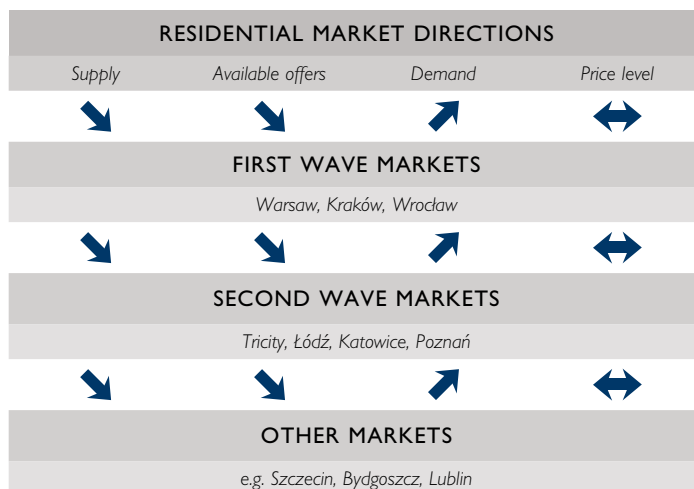 RESIDENTIAL MARKET DIRECTIONS
Supply Available offers Demand Price level
FIRST WAVE MARKETS
Warsaw, Kraków, Wrocław
SECOND WAVE MARKETS
Tricity, Łódź, Katowice, Poznań
OTHER MARKETS
e.g. Szczecin, Bydgoszcz, Lublin